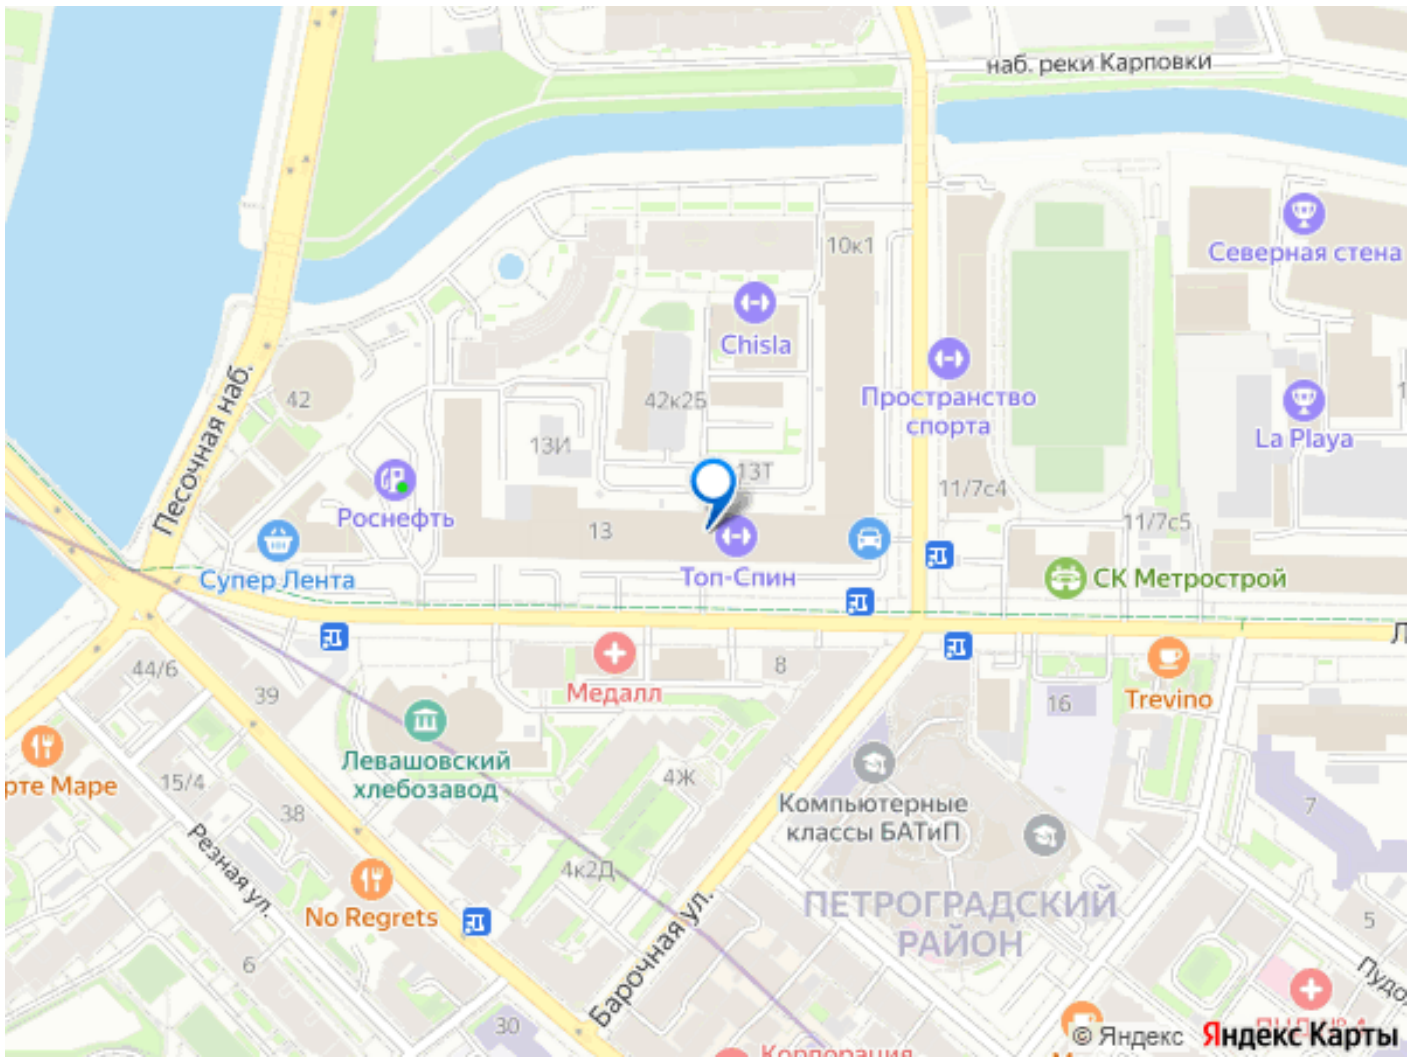 наб. реки Карповки
10к1
Северная стена
Chisla
Пространство
спорта
Песочная наб.
42
42к2Б
La Playa
13И
13Т
11/7с4
Роснефть
11/7с5
13
Супер Лента
Топ-Спин
СК Метрострой
44/6
39
Медалл
8
16
Trevino
Левашовский
хлебозавод
15/4
4Ж
38
Компьютерные
классы БАТиП
7
Резная ул.
4к2Д
No Regrets
ПЕТРОГРАДСКИЙ
РАЙОН
5
6
Барочная ул.
30
© Яндекс
Яндекс Карты